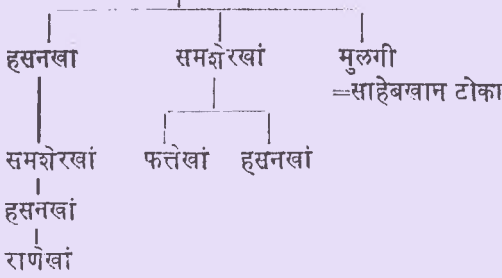 हसनखा समशेरखां मुलगी
=साहेबखान टोका
समशेरखां फत्तेखां हसनखां
हसनखां
राणेखां